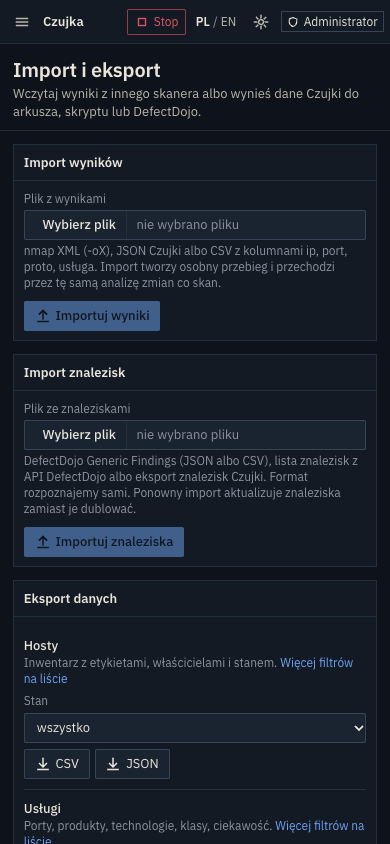 Czujka
Stop
PL / EN
Administrator
Import i eksport
Wczytaj wyniki z innego skanera albo wynieś dane Czujki do
arkusza, skryptu lub DefectDojo.
Import wyników
Plik z wynikami
Wybierz plik
nie wybrano pliku
nmap XML (-oX), JSON Czujki albo CSV z kolumnami ip, port,
proto, usługa. Import tworzy osobny przebieg i przechodzi
przez tę samą analizę zmian co skan.
Importuj wyniki
Import znalezisk
Plik ze znaleziskami
Wybierz plik
nie wybrano pliku
DefectDojo Generic Findings (JSON albo CSV), lista znalezisk z
API DefectDojo albo eksport znalezisk Czujki. Format
rozpoznajemy sami. Ponowny import aktualizuje znaleziska
zamiast je dublować.
Importuj znaleziska
Eksport danych
Hosty
Inwentarz z etykietami, właścicielami i stanem. Więcej filtrów
na liście
Stan
wszystko
CSV
JSON
Usługi
Porty, produkty, technologie, klasy, ciekawość. Więcej filtrów na
liście